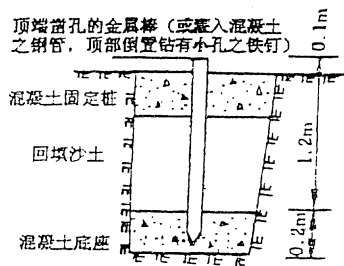 顶端凿孔的金属棒（或塞入混凝土
之钢管，顶部倒置钻有小孔之铁钉）
混凝土固定桩
回填沙土
混凝土底座
0.1m
1.2m
0.2m